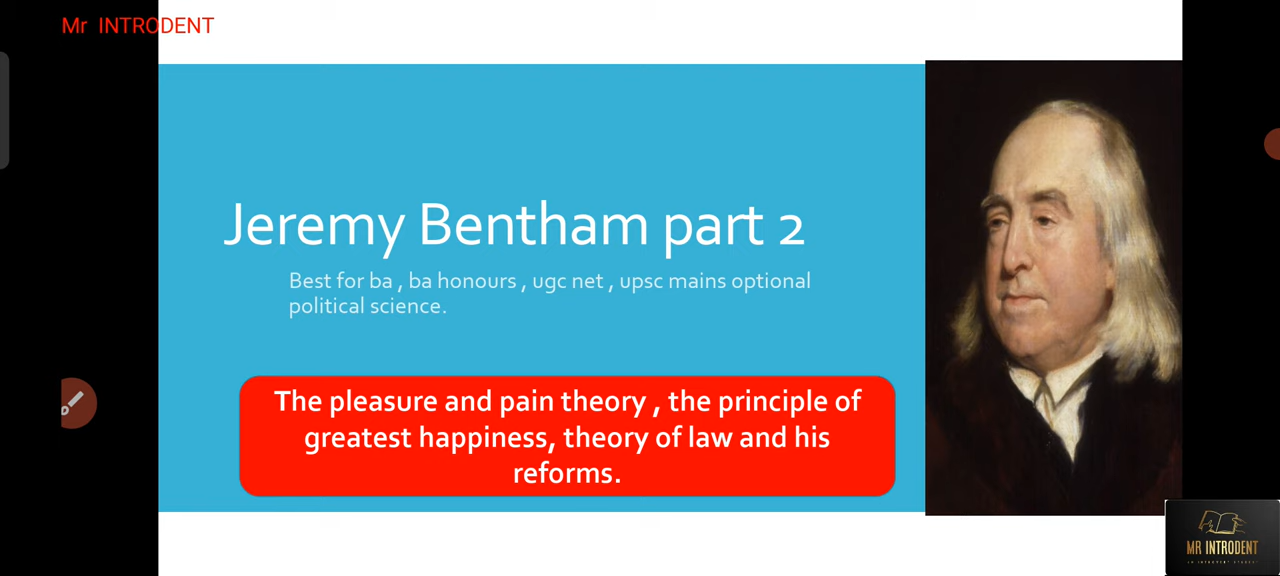 Mr INTRODENT
Jeremy Bentham part 2
Best for ba , ba honours , ugc net , upsc mains optional
political science.
The pleasure and pain theory , the principle of
greatest happiness, theory of law and his
reforms.
MR INTRODENT